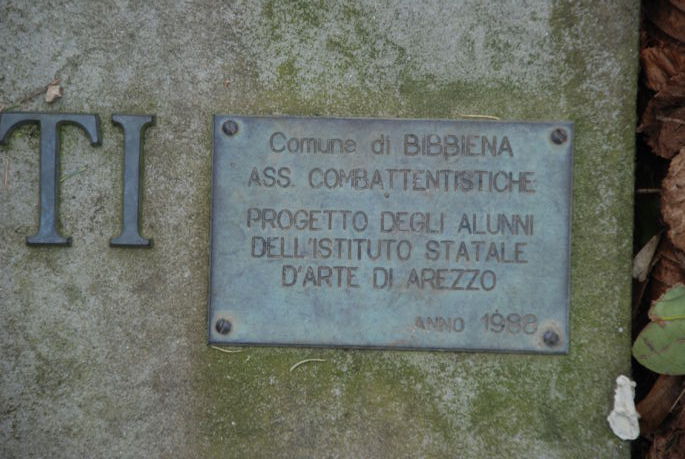 TI
Comune di BIBBIENA
ASS. COMBATTENTISTICHE
PROGETTO DEGLI ALUNNI
DELL'ISTITUTO STATALE
D'ARTE DI AREZZO
ANNO 1988